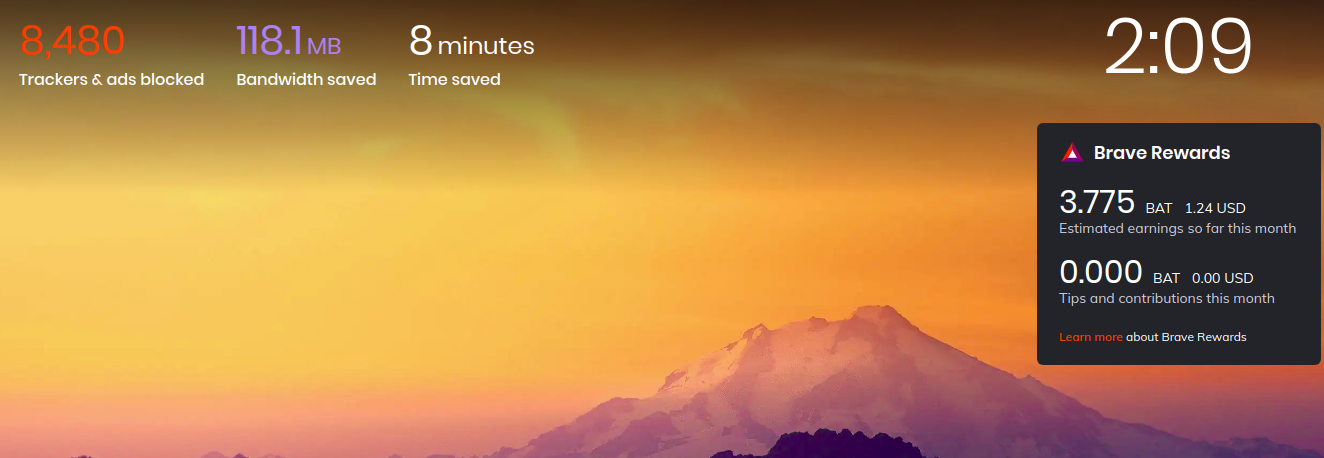 8,480 118.1 MB 8 minutes
Trackers & ads blocked Bandwidth saved Time saved
2:09
Brave Rewards
3.775 BAT 1.24 USD
Estimated earnings so far this month
0.000 BAT 0.00 USD
Tips and contributions this month
Learn more about Brave Rewards